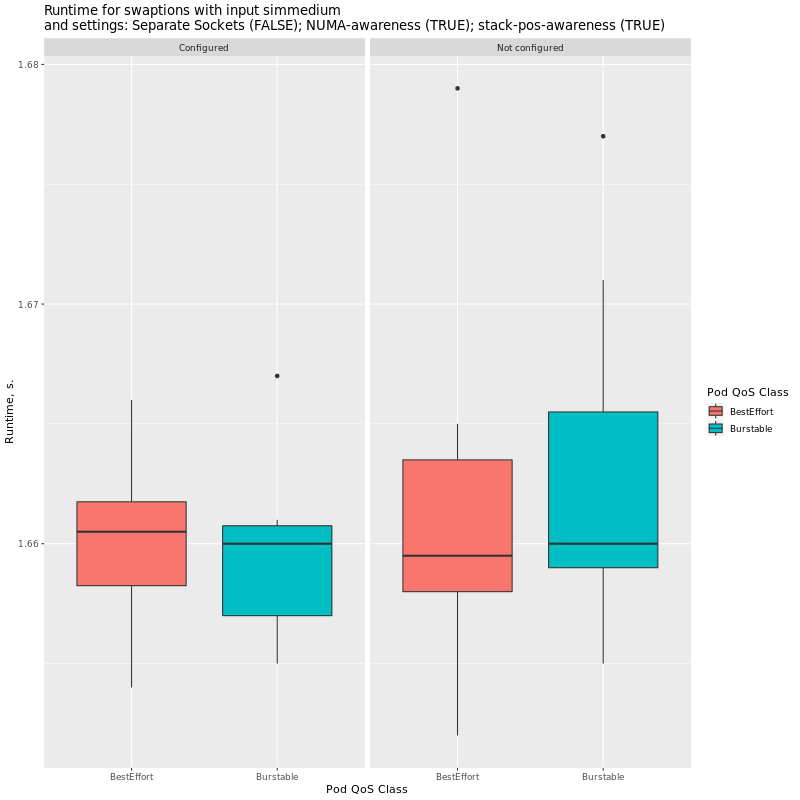 Runtime for swaptions with input simmedium
and settings: Separate Sockets (FALSE); NUMA-awareness (TRUE); stack-pos-awareness (TRUE)
Configured
Not configured
1.68
1.67
1.66
Runtime, s.
BestEffort
Burstable
BestEffort
Burstable
Pod QoS Class
Pod QoS Class
BestEffort
Burstable